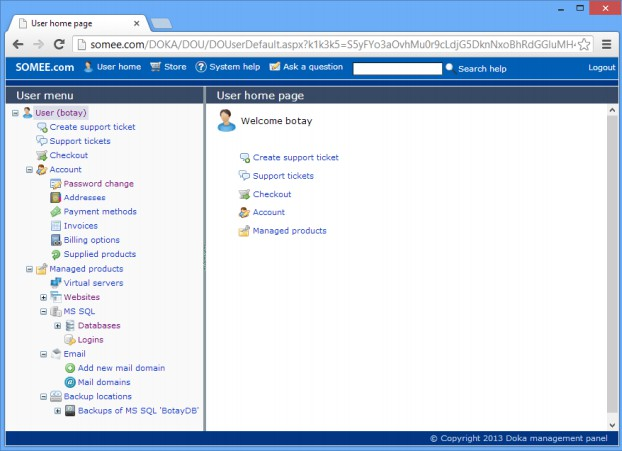 User home page
somee.com/DOKA/DOU/DOUserDefault.aspx?k1k3k5=S5yFYo3aOvhMu0r9cLdjG5DknNxoBhRdGGluMH
SOMEE.com User home Store System help Ask a question Search help Logout
User menu
User home page
User (botay)
Create support ticket
Support tickets
Checkout
Account
Password change
Addresses
Payment methods
Invoices
Billing options
Supplied products
Managed products
Virtual servers
Websites
MS SQL
Databases
Logins
Email
Add new mail domain
Mail domains
Backup locations
Backups of MS SQL 'BotayDB'
Welcome botay
Create support ticket
Support tickets
Checkout
Account
Managed products
© Copyright 2013 Doka management panel